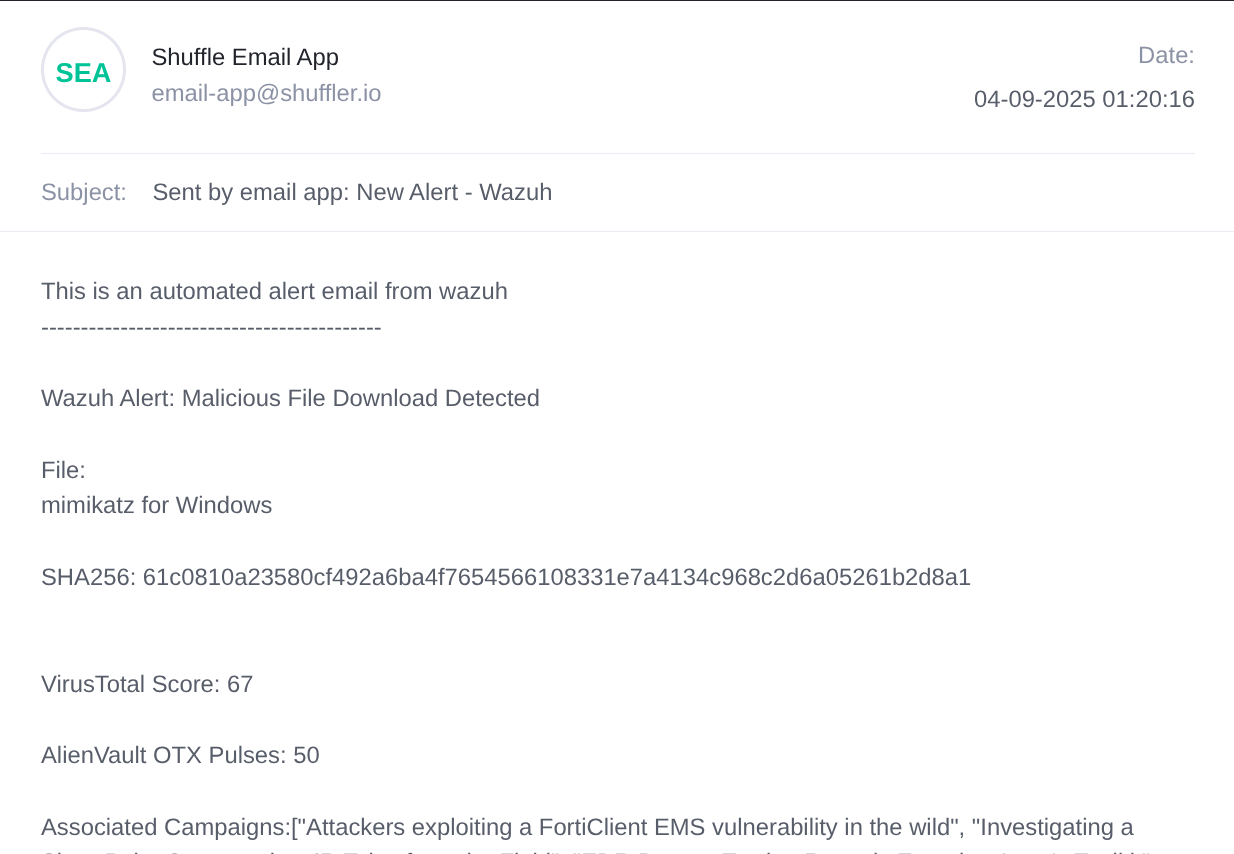 SEA
Shuffle Email App
email-app@shuffler.io
Date:
04-09-2025 01:20:16
Subject: Sent by email app: New Alert - Wazuh
This is an automated alert email from wazuh
-------------------------------------------
Wazuh Alert: Malicious File Download Detected
File:
mimikatz for Windows
SHA256: 61c0810a23580cf492a6ba4f7654566108331e7a4134c968c2d6a05261b2d8a1
VirusTotal Score: 67
AlienVault OTX Pulses: 50
Associated Campaigns:["Attackers exploiting a FortiClient EMS vulnerability in the wild", "Investigating a